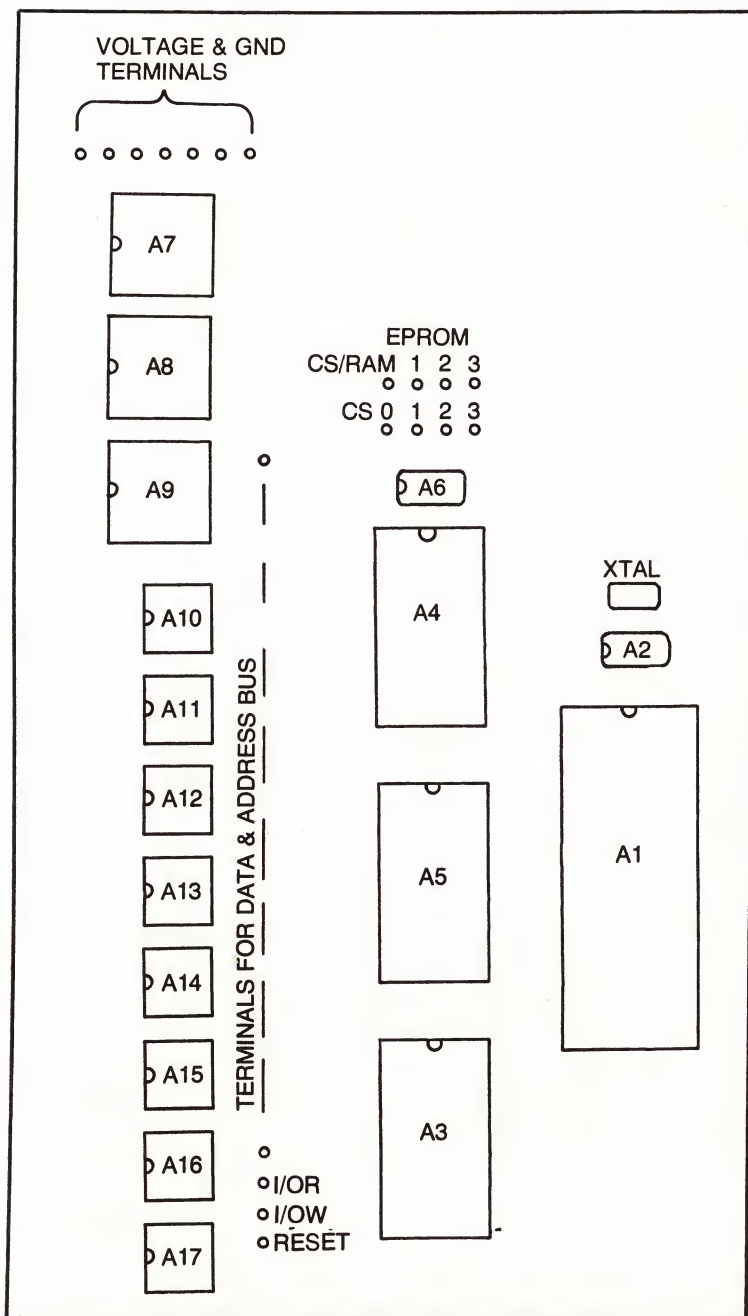 VOLTAGE & GND
TERMINALS
A7
A8
A9
A10
A11
A12
A13
A14
A15
A16
A17
TERMINALS FOR DATA & ADDRESS BUS
I/OR
I/OW
RESET
EPROM
CS/RAM 1 2 3
CS 0 1 2 3
A6
A4
A5
A3
XTAL
A2
A1